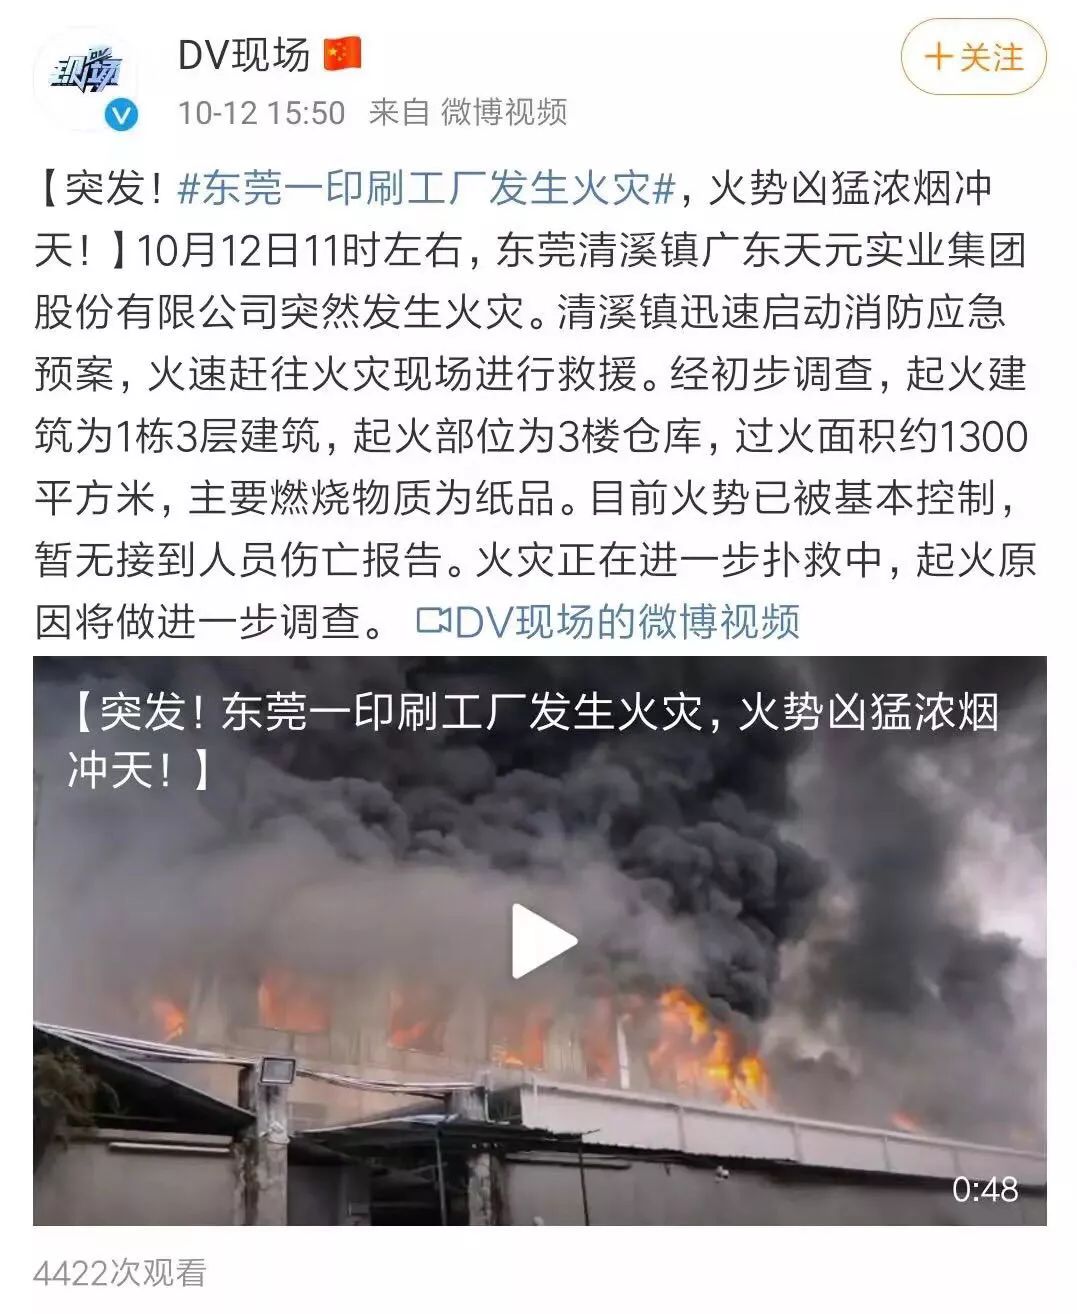 DV现场
DV现场🇨🇳
+关注
10-12 15:50 来自 微博视频
【突发！#东莞一印刷工厂发生火灾#，火势凶猛浓烟冲
天！】10月12日11时左右，东莞清溪镇广东天元实业集团
股份有限公司突然发生火灾。清溪镇迅速启动消防应急
预案，火速赶往火灾现场进行救援。经初步调查，起火建
筑为1栋3层建筑，起火部位为3楼仓库，过火面积约1300
平方米，主要燃烧物质为纸品。目前火势已被基本控制，
暂无接到人员伤亡报告。火灾正在进一步扑救中，起火原
因将做进一步调查。 DV现场的微博视频
【突发！东莞一印刷工厂发生火灾，火势凶猛浓烟
冲天！】
0:48
4422次观看